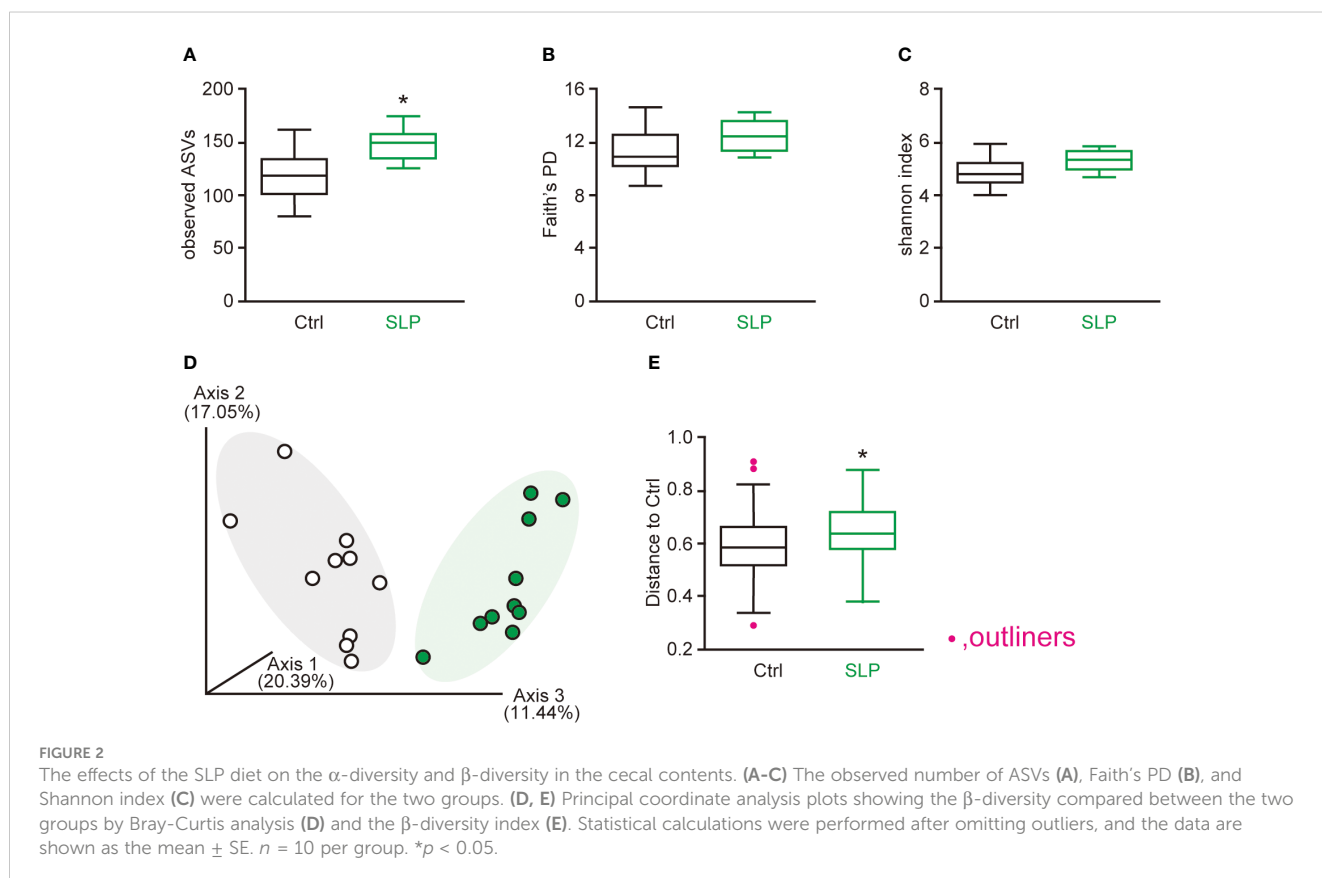 A
200
150
100
50
0
observed ASVs
*
Ctrl
SLP
B
16
12
8
4
0
Faith's PD
Ctrl
SLP
C
8
6
4
2
0
shannon index
Ctrl
SLP
D
Axis 2
(17.05%)
Axis 1
(20.39%)
Axis 3
(11.44%)
E
1.0
0.8
0.6
0.4
0.2
Distance to Ctrl
*
Ctrl
SLP
• ,outliners
FIGURE 2
The effects of the SLP diet on the α-diversity and β-diversity in the cecal contents. (A-C) The observed number of ASVs (A), Faith's PD (B), and
Shannon index (C) were calculated for the two groups. (D, E) Principal coordinate analysis plots showing the β-diversity compared between the two
groups by Bray-Curtis analysis (D) and the β-diversity index (E). Statistical calculations were performed after omitting outliers, and the data are
shown as the mean ± SE. n = 10 per group. *p < 0.05.